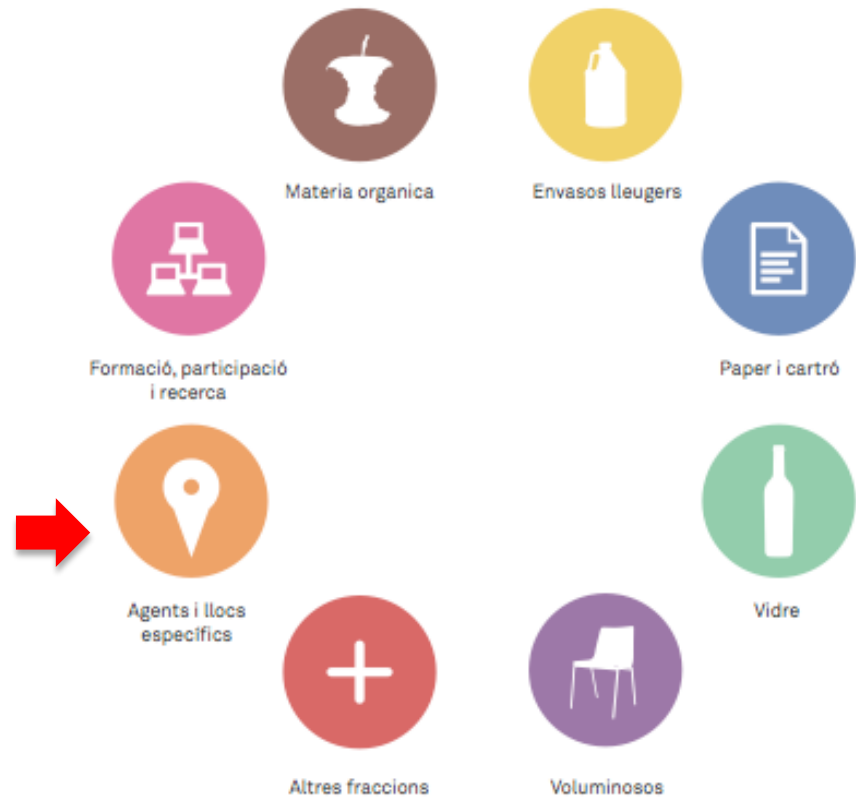 Materia organica
Envasos lleugers
Formació, participació
i recerca
Paper i cartró
Agents i llocs
específics
Vidre
Altres fraccions
Voluminosos